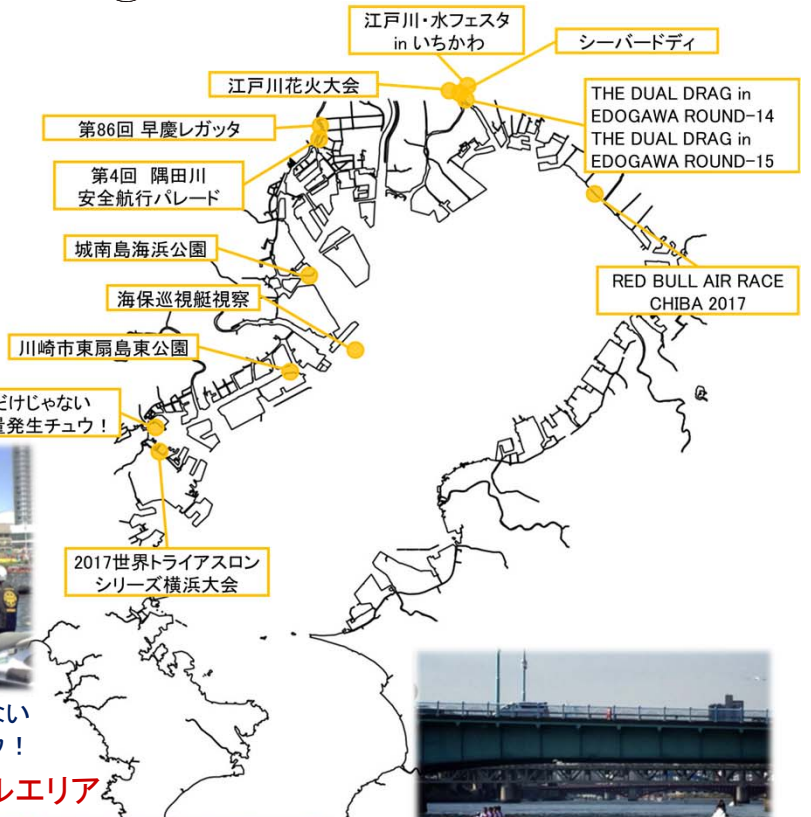 江戸川・水フェスタ
in いちかわ
シーバードディ
江戸川花火大会
THE DUAL DRAG in
EDOGAWA ROUND-14
THE DUAL DRAG in
EDOGAWA ROUND-15
第86回 早慶レガッタ
第4回 隅田川
安全航行パレード
城南島海浜公園
RED BULL AIR RACE
CHIBA 2017
海保巡視艇視察
川崎市東扇島東公園
だけじゃない
発生チュウ！
2017世界トライアスロン
シリーズ横浜大会
ない
！
ルエリア